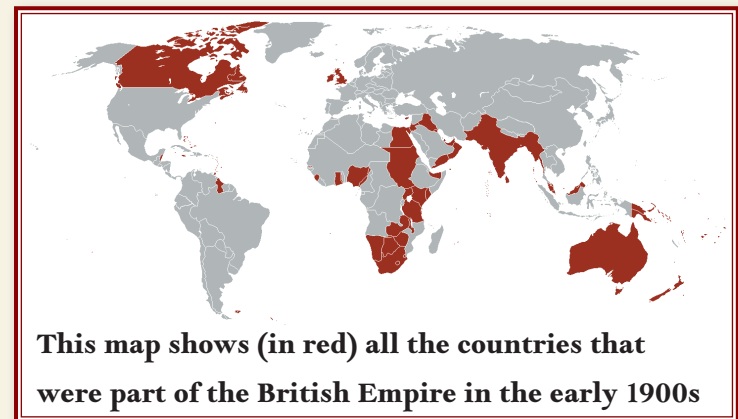 This map shows (in red) all the countries that
were part of the British Empire in the early 1900s